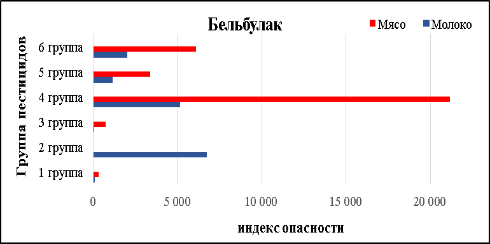 Бельбулак
Мясо Молоко
Группа пестицидов
6 группа
5 группа
4 группа
3 группа
2 группа
1 группа
0 5 000 10 000 15 000 20 000
индекс опасности